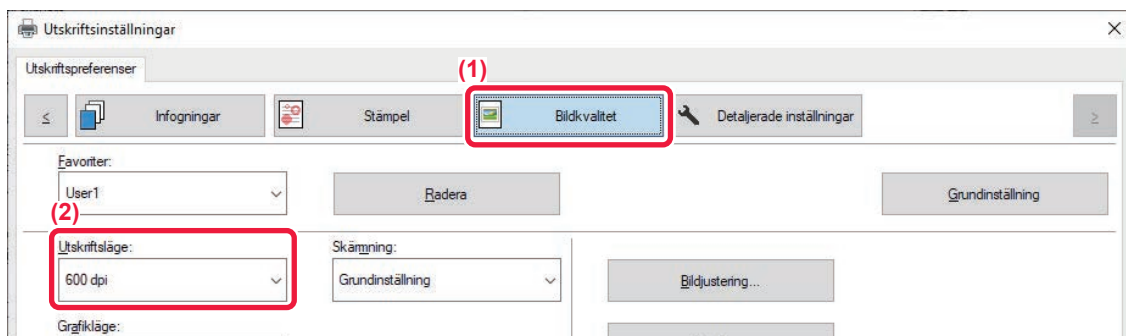 Utskriftsinställningar
Utskriftspreferenser
(1)
< Infogningar Stämpel Bildkvalitet Detaljerade inställningar >
Favoriter:
User1 Radera Grundinställning
(2)
Utskriftsläge: Skärmning:
600 dpi Grundinställning Bildjustering...
Grafikläge: